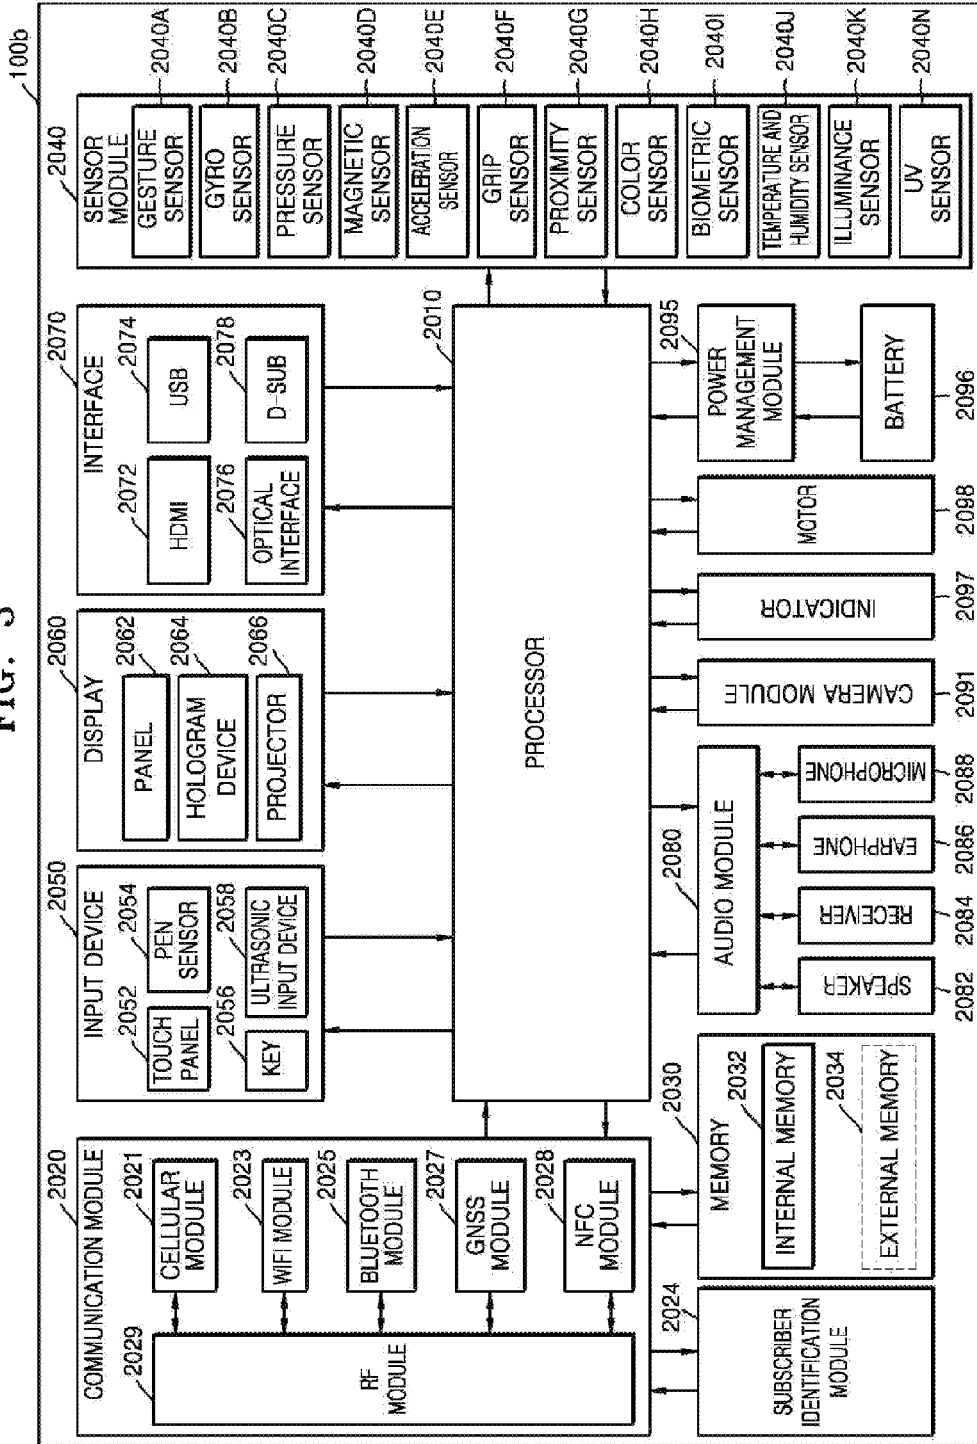 FIG. 3
100b
COMMUNICATION MODULE
2020
CELLULAR
MODULE
2021
WIFI MODULE
2023
BLUETOOTH
MODULE
2025
GNSS
MODULE
2027
NFC
MODULE
2028
RF
MODULE
2029
SUBSCRIBER
IDENTIFICATION
MODULE
2024
MEMORY
2030
INTERNAL MEMORY
2032
EXTERNAL MEMORY
2034
INPUT DEVICE
2050
TOUCH
PANEL
2052
PEN
SENSOR
2054
KEY
2056
ULTRASONIC
INPUT DEVICE
2058
DISPLAY
2060
PANEL
2062
HOLOGRAM
DEVICE
2064
PROJECTOR
2066
INTERFACE
2070
HDMI
2072
USB
2074
OPTICAL
INTERFACE
2076
D-SUB
2078
PROCESSOR
2010
AUDIO MODULE
2080
SPEAKER
2082
RECEIVER
2084
EARPHONE
2086
MICROPHONE
2088
CAMERA MODULE
2091
INDICATOR
2097
MOTOR
2098
POWER
MANAGEMENT
MODULE
2095
BATTERY
2096
SENSOR
MODULE
2040
GESTURE
SENSOR
2040A
GYRO
SENSOR
2040B
PRESSURE
SENSOR
2040C
MAGNETIC
SENSOR
2040D
ACCELERATION
SENSOR
2040E
GRIP
SENSOR
2040F
PROXIMITY
SENSOR
2040G
COLOR
SENSOR
2040H
BIOMETRIC
SENSOR
2040I
TEMPERATURE AND
HUMIDITY SENSOR
2040J
ILLUMINANCE
SENSOR
2040K
UV
SENSOR
2040N